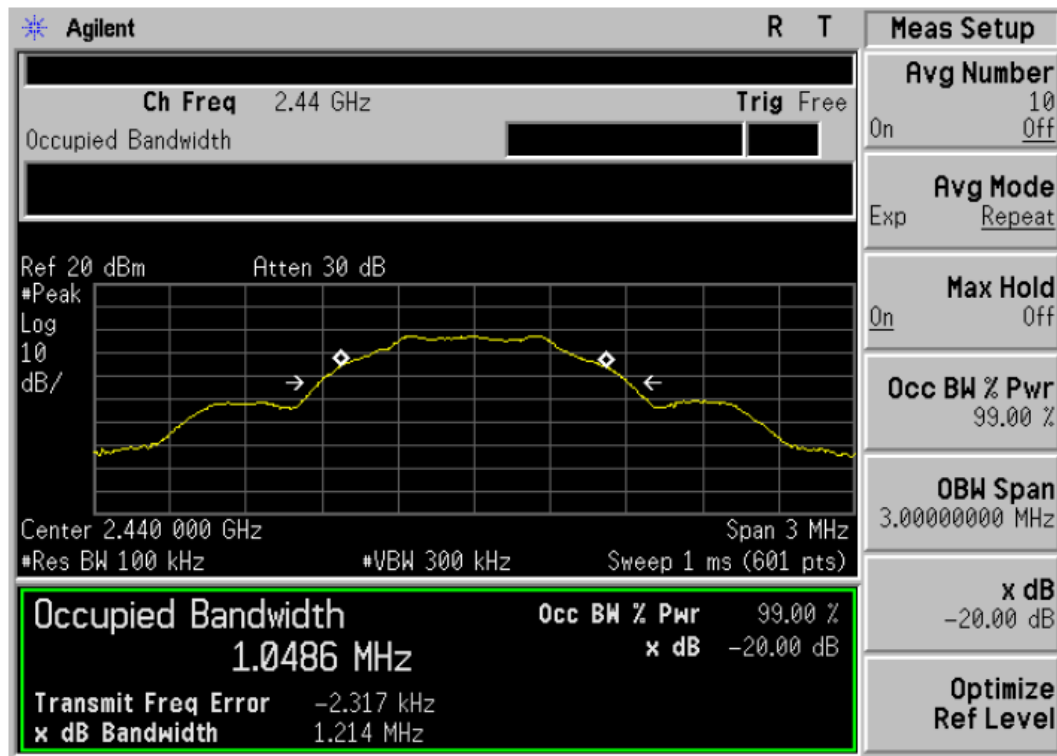 Agilent R T
Ch Freq 2.44 GHz Trig Free
Occupied Bandwidth
Ref 20 dBm Atten 30 dB
#Peak
Log
10
dB/
Center 2.440 000 GHz Span 3 MHz
#Res BW 100 kHz #VBW 300 kHz Sweep 1 ms (601 pts)
Occupied Bandwidth Occ BW % Pwr 99.00 %
1.0486 MHz x dB -20.00 dB
Transmit Freq Error -2.317 kHz
x dB Bandwidth 1.214 MHz
Meas Setup
Avg Number
10
On Off
Avg Mode
Exp Repeat
Max Hold
On Off
Occ BW % Pwr
99.00 %
OBW Span
3.00000000 MHz
x dB
-20.00 dB
Optimize
Ref Level